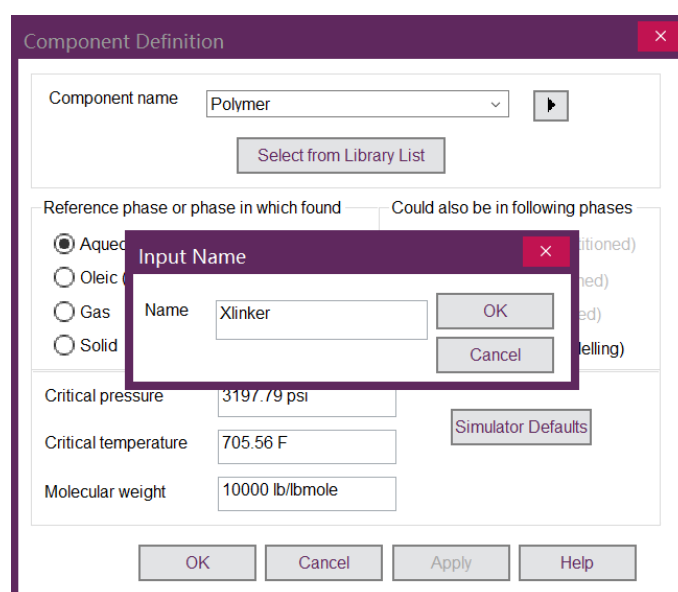 Component Definition
Component name
Polymer
Select from Library List
Reference phase or phase in which found
Could also be in following phases
Oleic
Gas
Solid
Input Name
Name
Xlinker
OK
Cancel
Critical pressure
3197.79 psi
Critical temperature
705.56 F
Molecular weight
10000 lb/lbmole
Simulator Defaults
OK
Cancel
Apply
Help